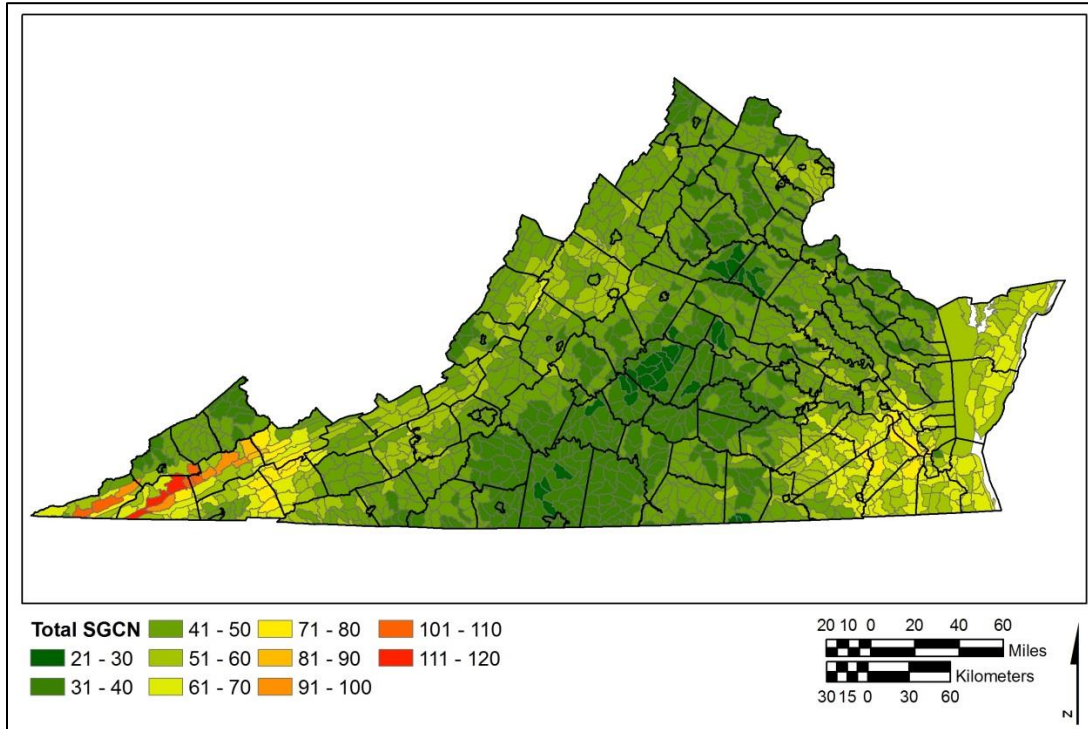 Total SGCN
21 - 30
31 - 40
41 - 50
51 - 60
61 - 70
71 - 80
81 - 90
91 - 100
101 - 110
111 - 120
20 10 0 20 40 60
Miles
Kilometers
30 15 0 30 60
N